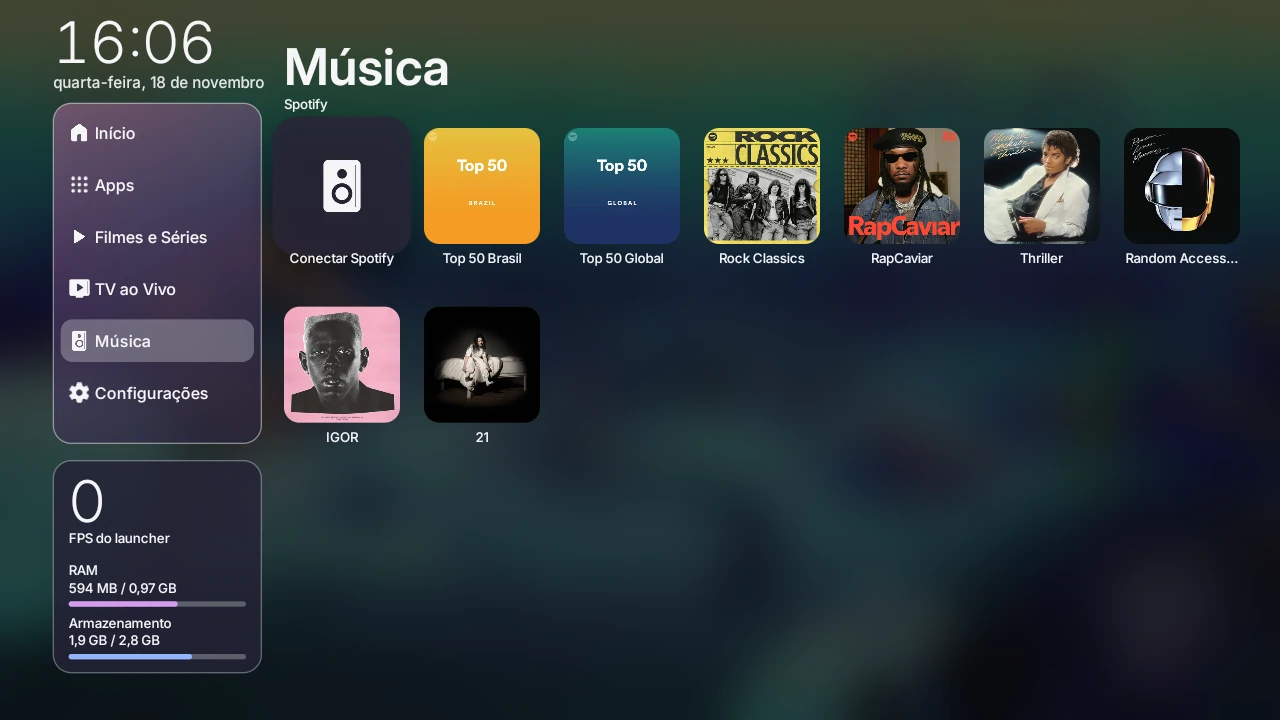 16:06
quarta-feira, 18 de novembro
Início
Apps
Filmes e Séries
TV ao Vivo
Música
Configurações
0
FPS do launcher
RAM
594 MB / 0,97 GB
Armazenamento
1,9 GB / 2,8 GB
Música
Spotify
Top 50
BRAZIL
Top 50
GLOBAL
ROCK
CLASSICS
RapCaviar
Conectar Spotify
Top 50 Brasil
Top 50 Global
Rock Classics
RapCaviar
Thriller
Random Access...
IGOR
21